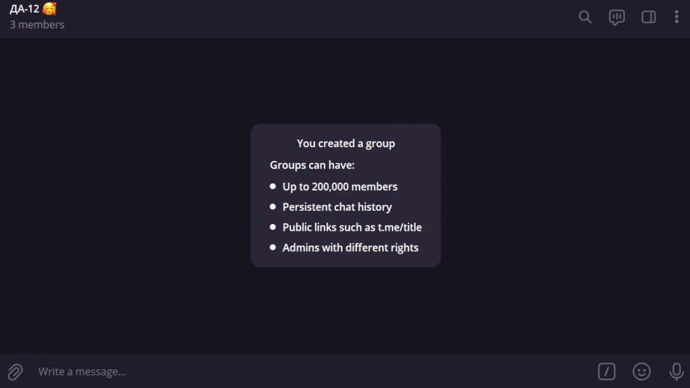 ДА-12 🥰
3 members
You created a group
Groups can have:
Up to 200,000 members
Persistent chat history
Public links such as t.me/title
Admins with different rights
Write a message...